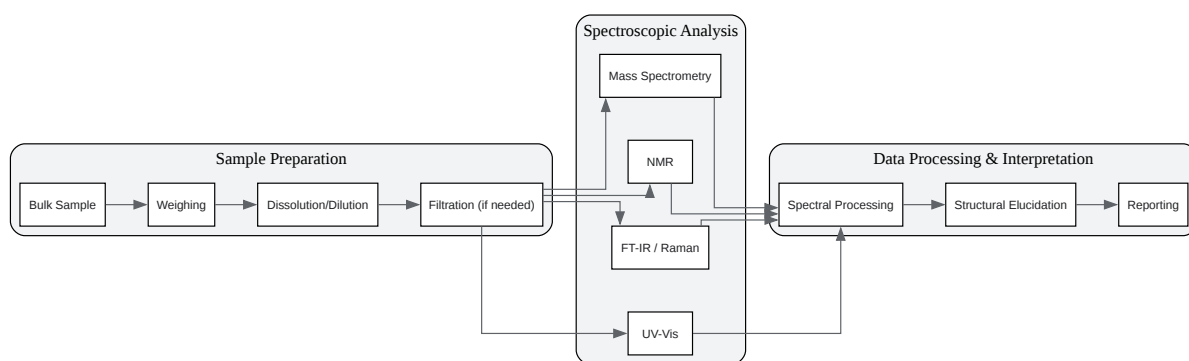 Sample Preparation
Bulk Sample
Weighing
Dissolution/Dilution
Filtration (if needed)
Spectroscopic Analysis
Mass Spectrometry
NMR
FT-IR / Raman
UV-Vis
Data Processing & Interpretation
Spectral Processing
Structural Elucidation
Reporting